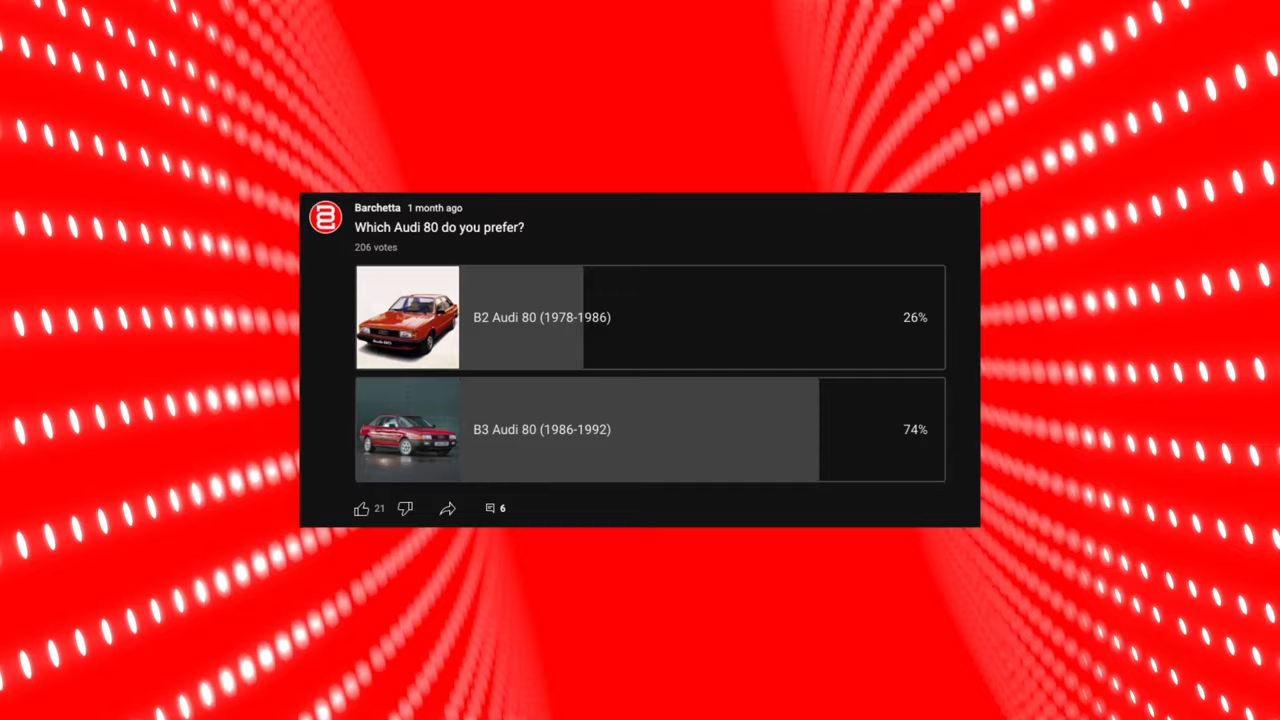 Barchetta 1 month ago
Which Audi 80 do you prefer?
206 votes
B2 Audi 80 (1978-1986) 26%
B3 Audi 80 (1986-1992) 74%
21 6